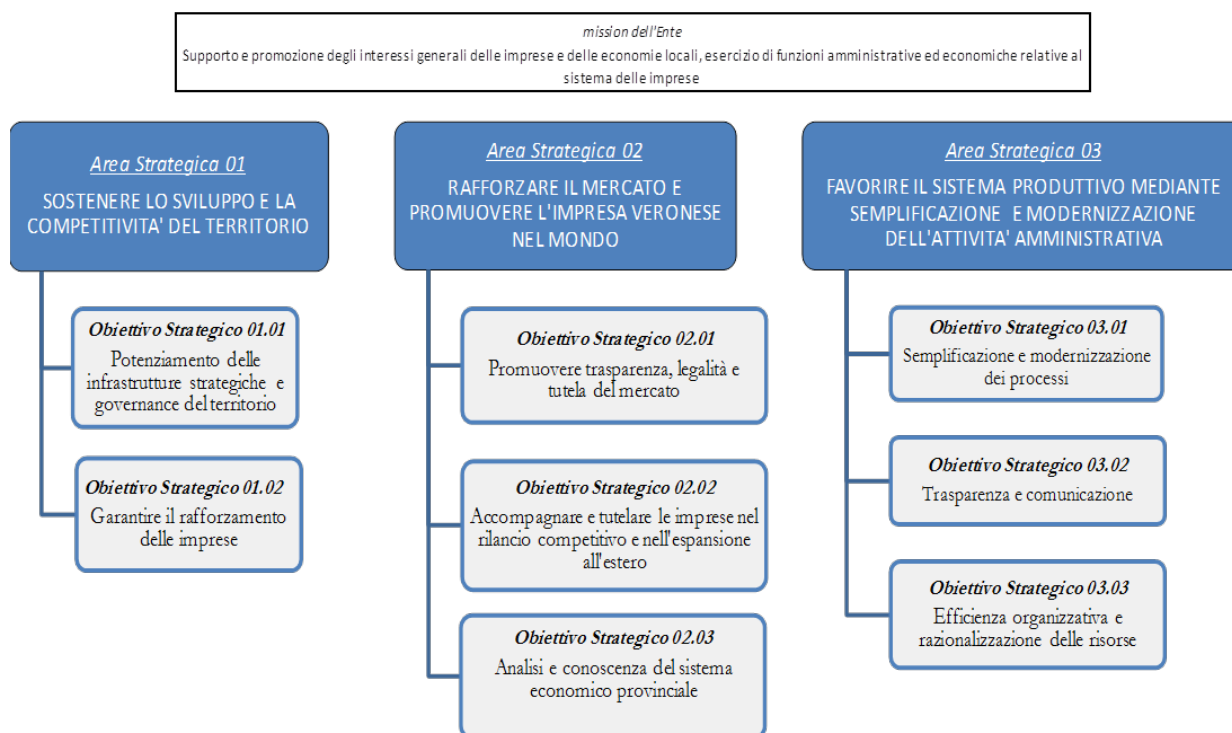 mission dell'Ente
Supporto e promozione degli interessi generali delle imprese e delle economie locali, esercizio di funzioni amministrative ed economiche relative al
sistema delle imprese
Area Strategica 01
SOSTENERE LO SVILUPPO E LA
COMPETITIVITA' DEL TERRITORIO
Obiettivo Strategico 01.01
Potenziamento delle
infrastrutture strategiche e
governance del territorio
Obiettivo Strategico 01.02
Garantire il rafforzamento
delle imprese
Area Strategica 02
RAFFORZARE IL MERCATO E
PROMUOVERE L'IMPRESA VERONESE
NEL MONDO
Obiettivo Strategico 02.01
Promuovere trasparenza, legalità e
tutela del mercato
Obiettivo Strategico 02.02
Accompagnare e tutelare le imprese nel
rilancio competitivo e nell'espansione
all'estero
Obiettivo Strategico 02.03
Analisi e conoscenza del sistema
economico provinciale
Area Strategica 03
FAVORIRE IL SISTEMA PRODUTTIVO MEDIANTE
SEMPLIFICAZIONE E MODERNIZZAZIONE
DELL'ATTIVITA' AMMINISTRATIVA
Obiettivo Strategico 03.01
Semplificazione e modernizzazione
dei processi
Obiettivo Strategico 03.02
Trasparenza e comunicazione
Obiettivo Strategico 03.03
Efficienza organizzativa e
razionalizzazione delle risorse